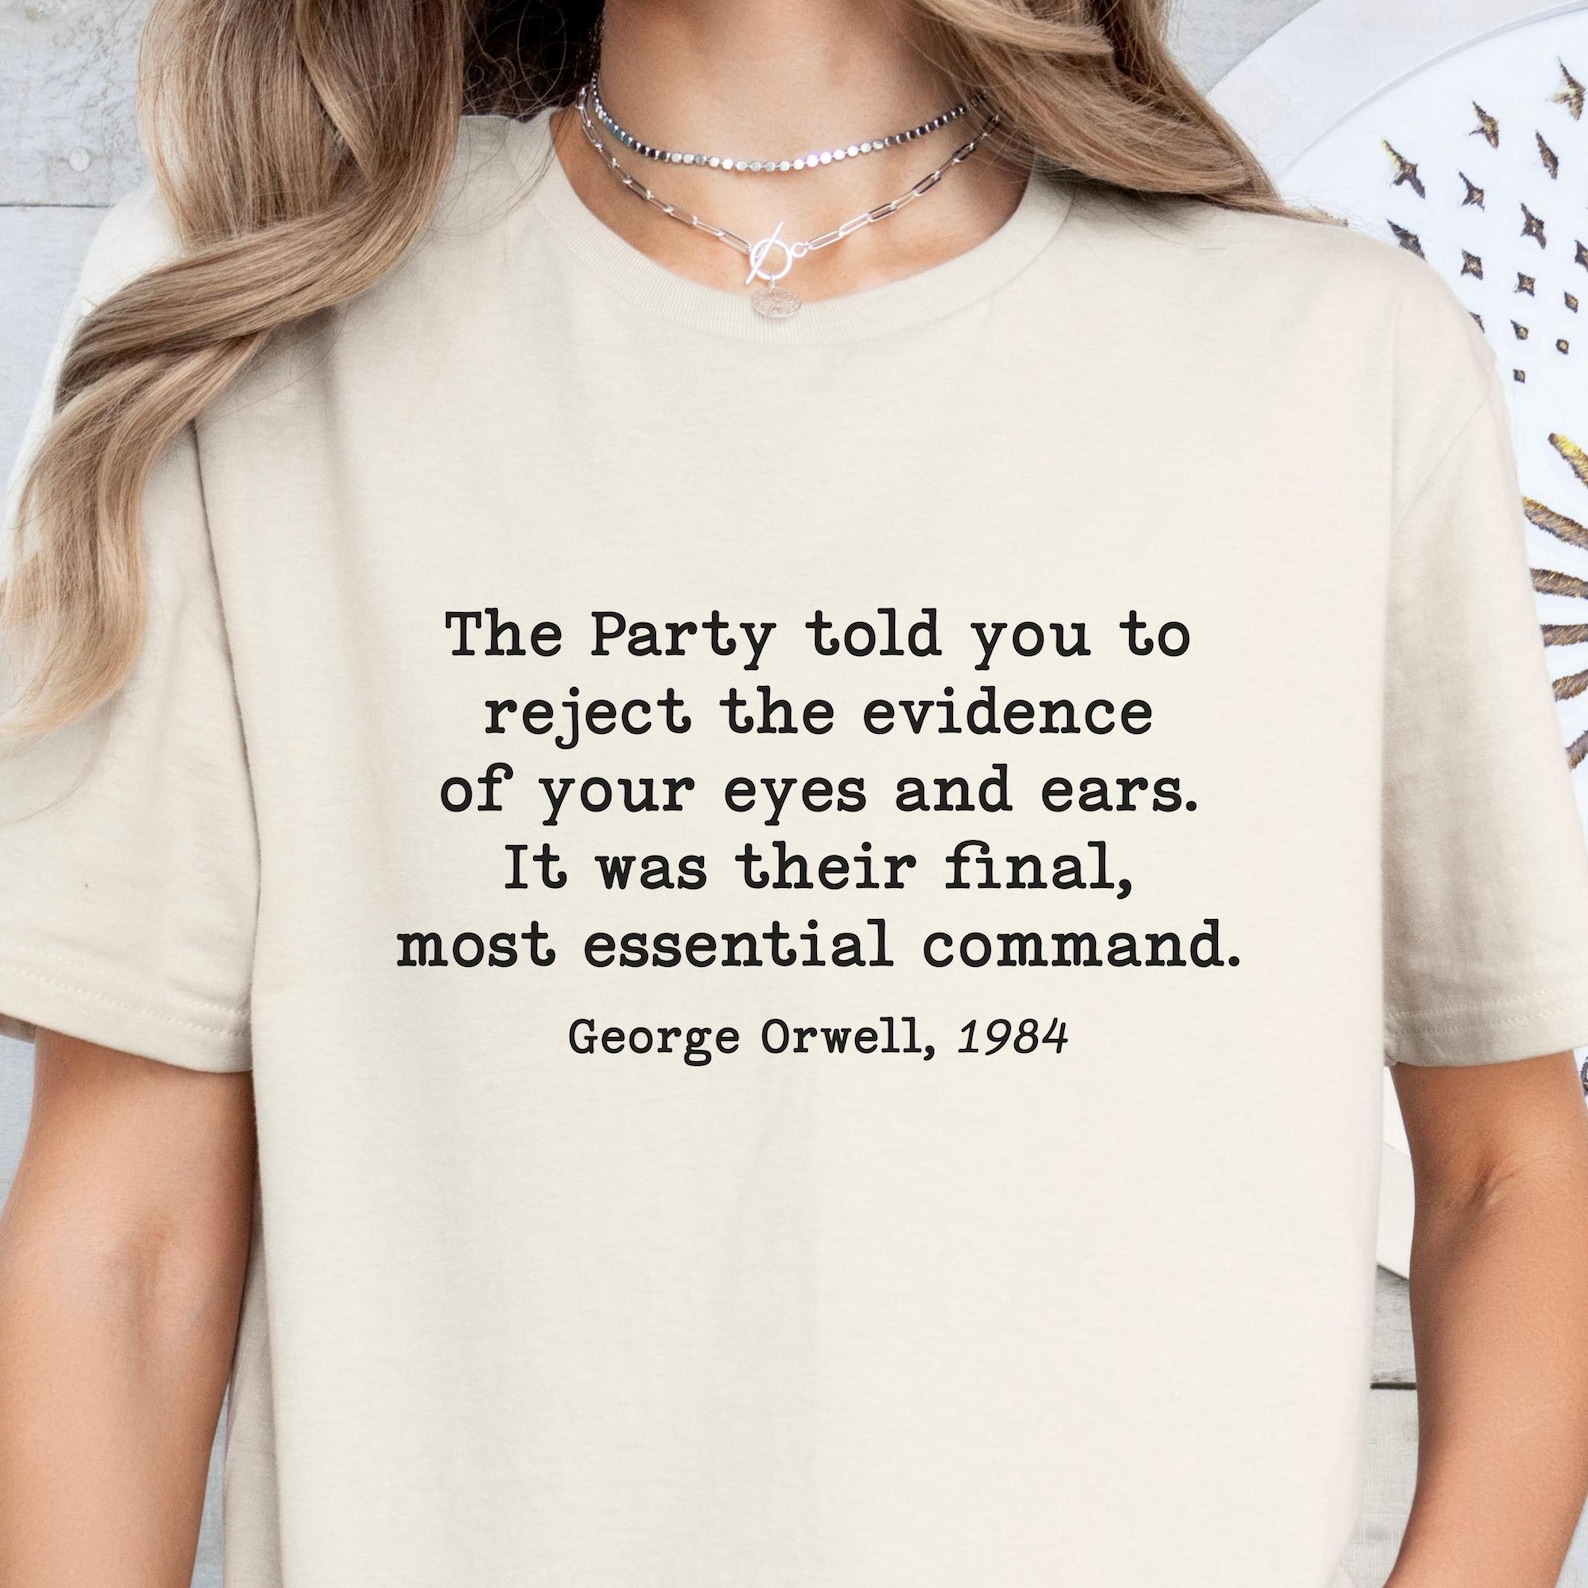 The Party told you to
reject the evidence
of your eyes and ears.
It was their final,
most essential command.
George Orwell, 1984